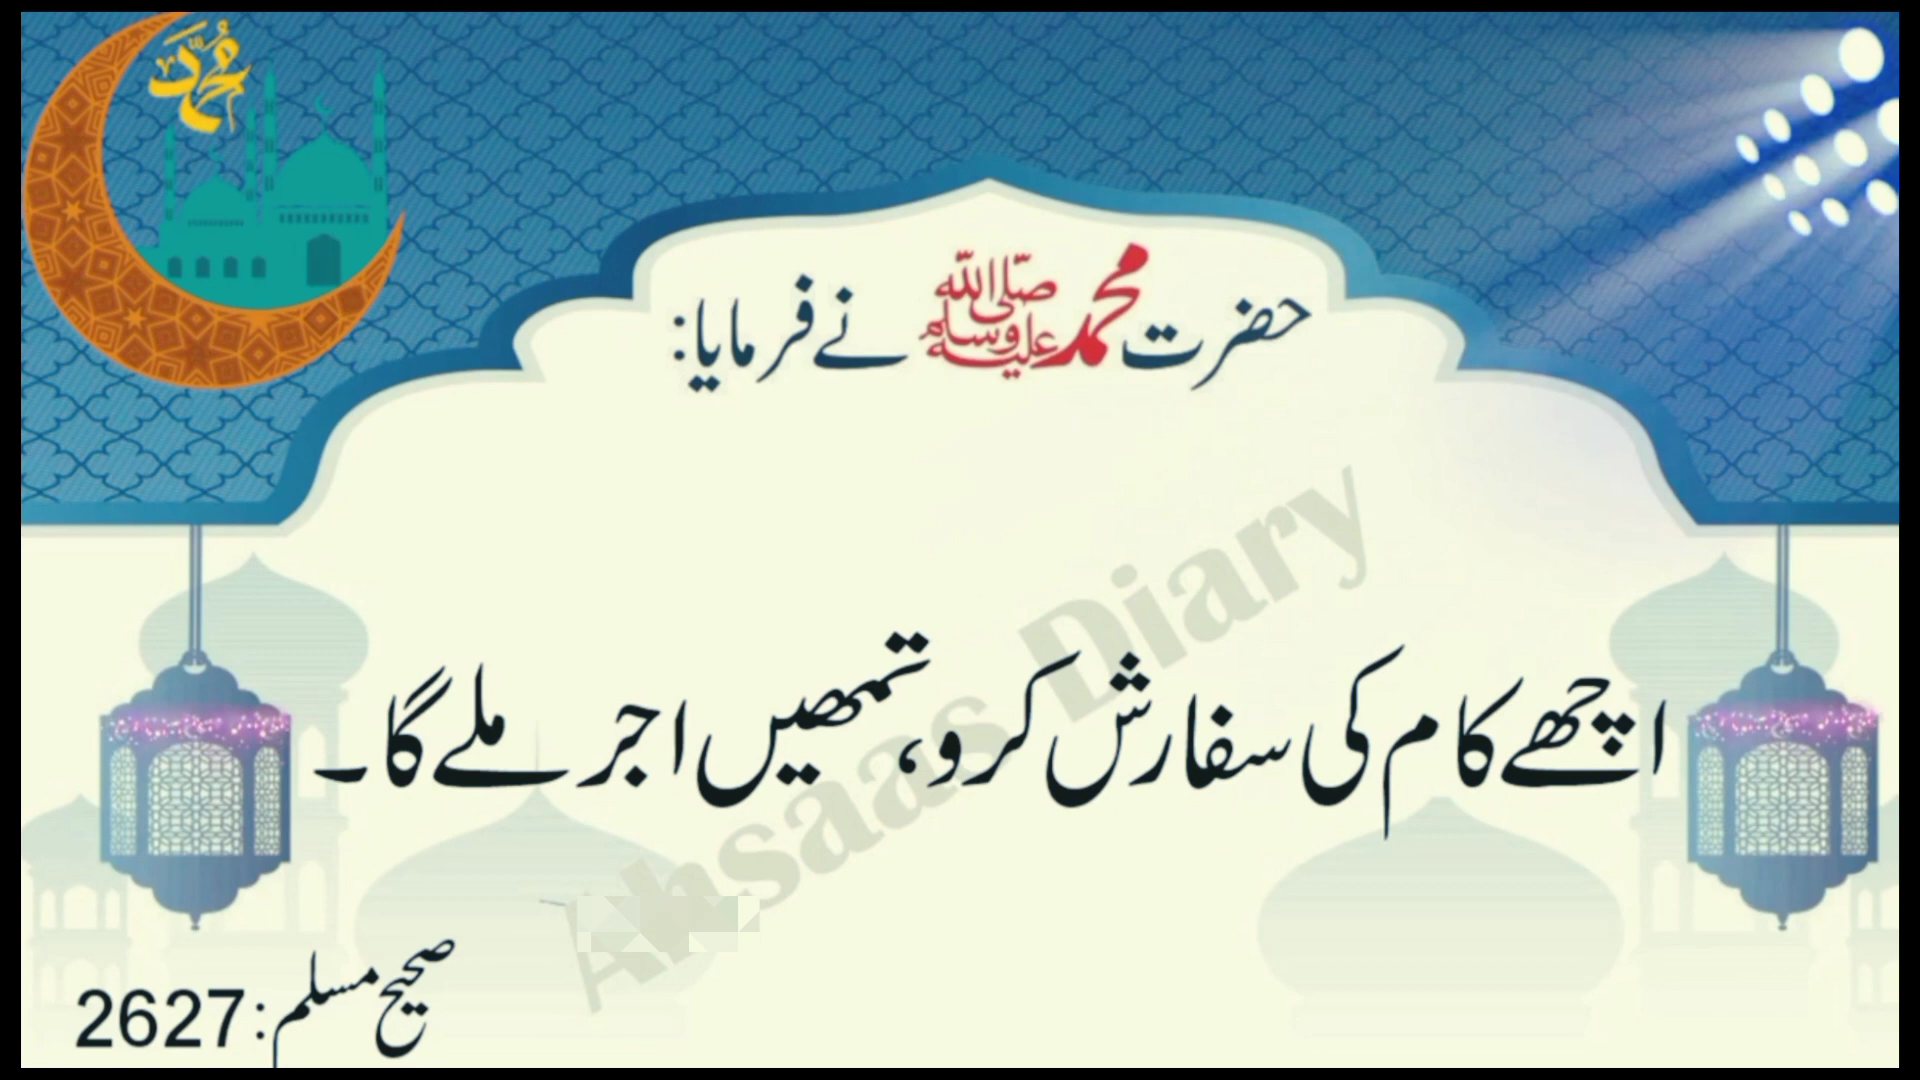 محمد
حضرت محمد صلی اللہ علیہ وسلم نے فرمایا:
اچھے کام کی سفارش کرو، تمھیں اجر ملے گا۔
Ahsaas Diary
صحیح مسلم: 2627